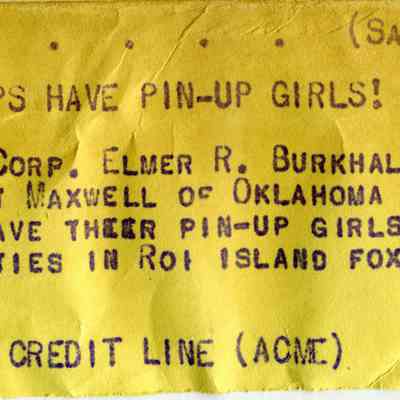 . . . . (SA
PS HAVE PIN-UP GIRLS!
CORP. ELMER R. BURKHAL
T MAXWELL OF OKLAHOMA
AVE THEIR PIN-UP GIRLS
TIES IN ROI ISLAND FOX
CREDIT LINE (ACME)